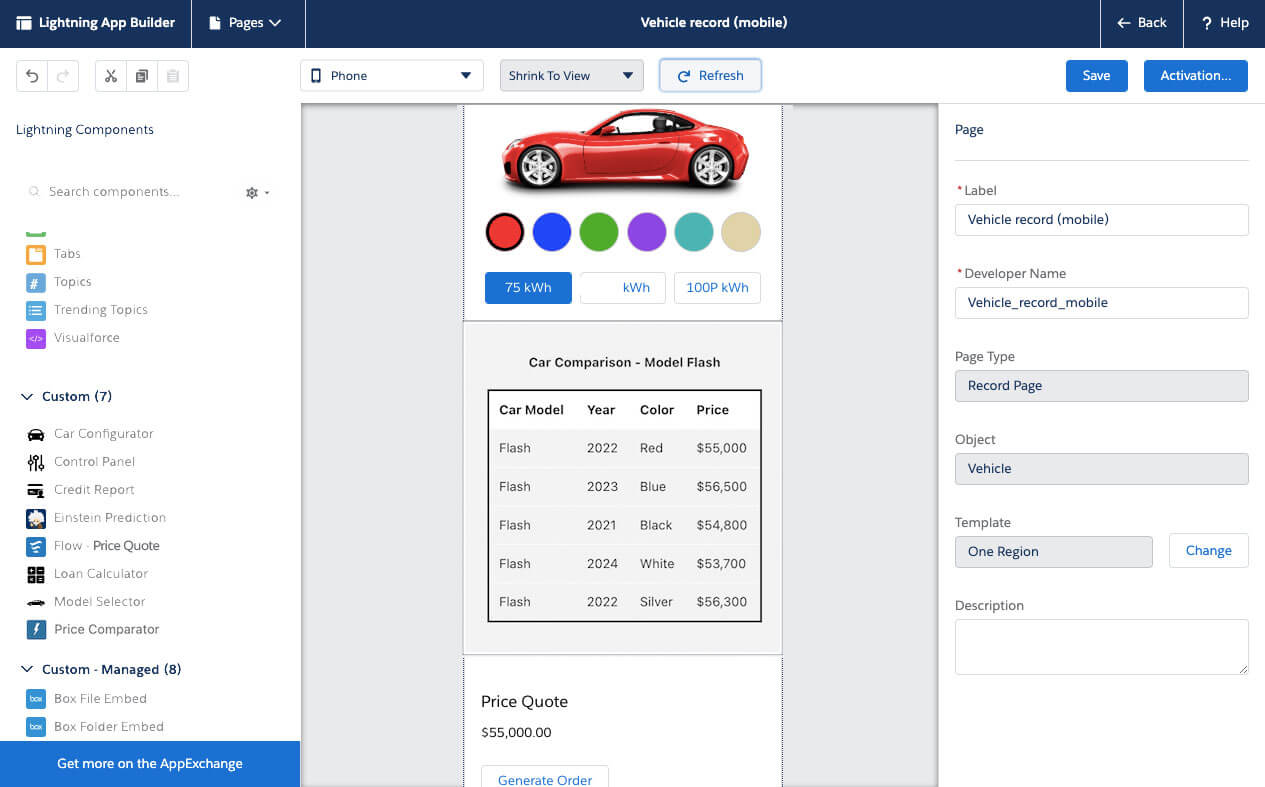 Lightning App Builder
Pages
Vehicle record (mobile)
Back
? Help
Phone
Shrink To View
Refresh
Save
Activation...
Lightning Components
Search components...
Tabs
# Topics
Trending Topics
</> Visualforce
Custom (7)
Car Configurator
Control Panel
Credit Report
Einstein Prediction
Flow - Price Quote
Loan Calculator
Model Selector
Price Comparator
Custom - Managed (8)
box Box File Embed
box Box Folder Embed
Get more on the AppExchange
75 kWh
kWh
100P kWh
Car Comparison - Model Flash
Car Model Year Color Price
Flash 2022 Red $55,000
Flash 2023 Blue $56,500
Flash 2021 Black $54,800
Flash 2024 White $53,700
Flash 2022 Silver $56,300
Price Quote
$55,000.00
Generate Order
Page
*Label
Vehicle record (mobile)
*Developer Name
Vehicle_record_mobile
Page Type
Record Page
Object
Vehicle
Template
One Region
Change
Description